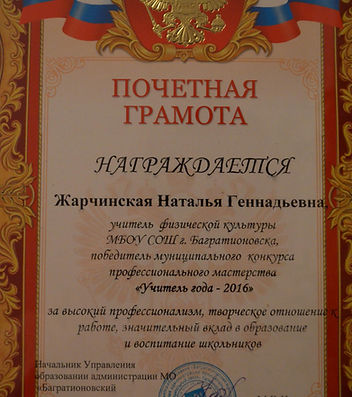 ПОЧЕТНАЯ
ГРАМОТА
НАГРАЖДАЕТСЯ
Жарчинская Наталья Геннадьевна,
учитель физической культуры
МБОУ СОШ г. Багратионовска,
победитель муниципального конкурса
профессионального мастерства
«Учитель года - 2016»
за высокий профессионализм, творческое отношение к
работе, значительный вклад в образование
и воспитание школьников
Начальник Управления
образовании администрации МО
«Багратионовский